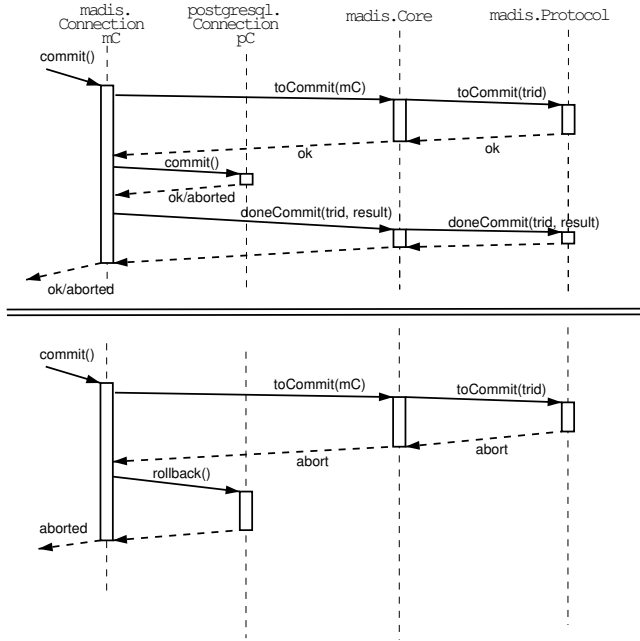 madis.
Connection
mC
postgresql.
Connection
pC
madis.Core
madis.Protocol
commit()
toCommit(mC)
toCommit(trid)
ok
ok
commit()
ok/aborted
doneCommit(trid, result)
doneCommit(trid, result)
ok/aborted
commit()
toCommit(mC)
toCommit(trid)
abort
abort
rollback()
aborted